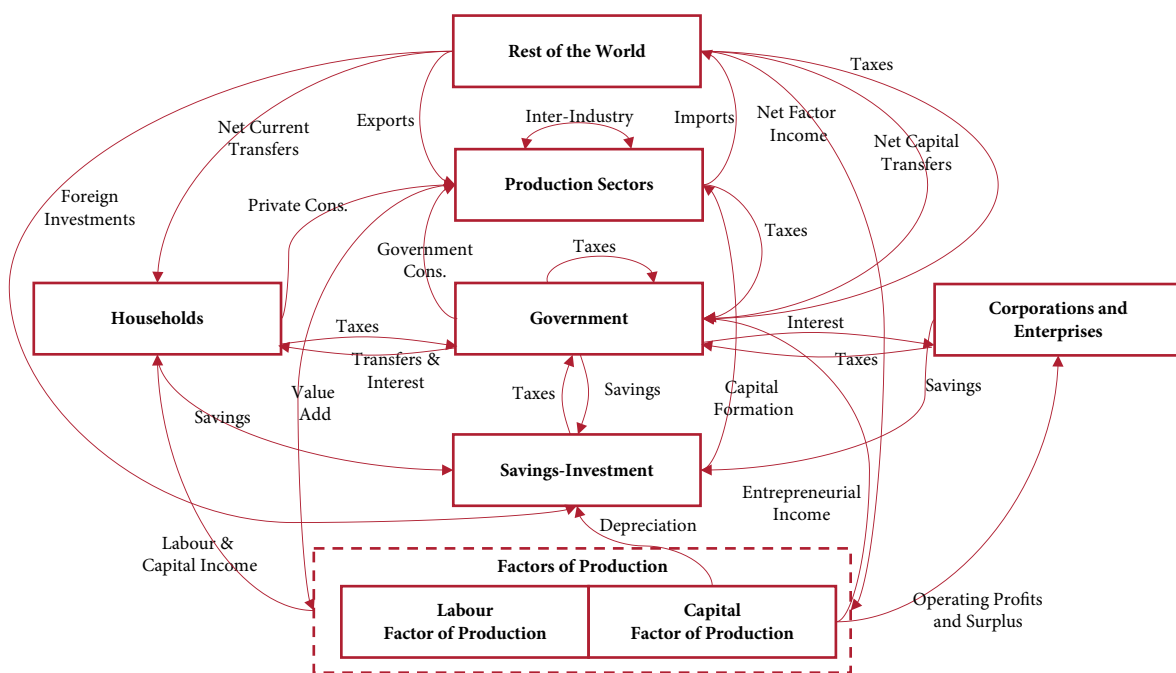 Rest of the World
Taxes
Net Current
Transfers
Exports
Inter-Industry
Imports
Net Factor
Income
Net Capital
Transfers
Production Sectors
Foreign
Investments
Private Cons.
Government
Cons.
Taxes
Taxes
Households
Government
Corporations and
Enterprises
Taxes
Transfers &
Interest
Interest
Taxes
Value
Add
Taxes
Savings
Capital
Formation
Savings
Savings
Savings-Investment
Entrepreneurial
Income
Depreciation
Labour &
Capital Income
Factors of Production
Labour
Factor of Production
Capital
Factor of Production
Operating Profits
and Surplus